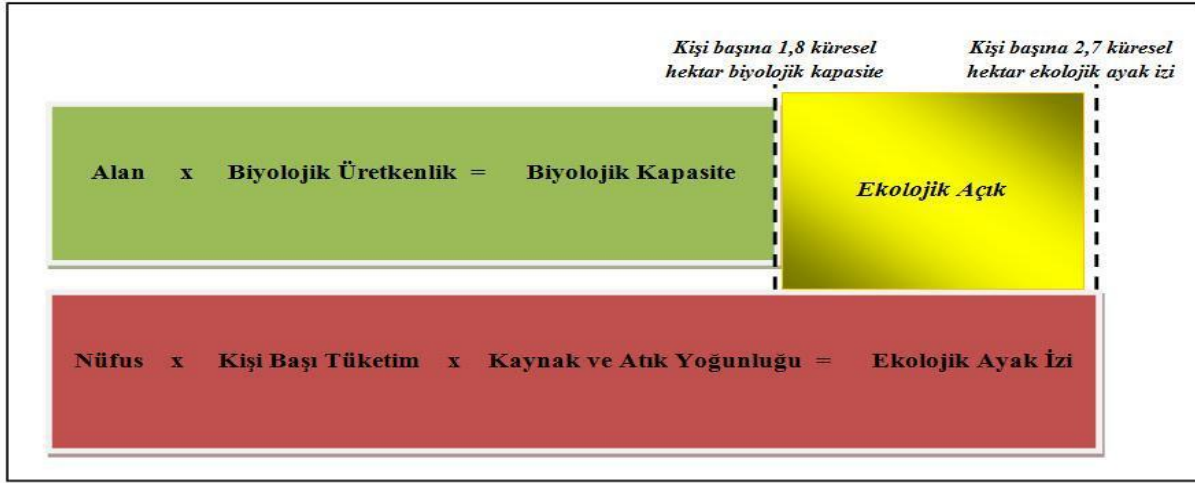 Kişi başına 1,8 küresel
hektar biyolojik kapasite
Kişi başına 2,7 küresel
hektar ekolojik ayak izi
Alan x Biyolojik Üretkenlik = Biyolojik Kapasite
Ekolojik Açık
Nüfus x Kişi Başı Tüketim x Kaynak ve Atık Yoğunluğu = Ekolojik Ayak İzi